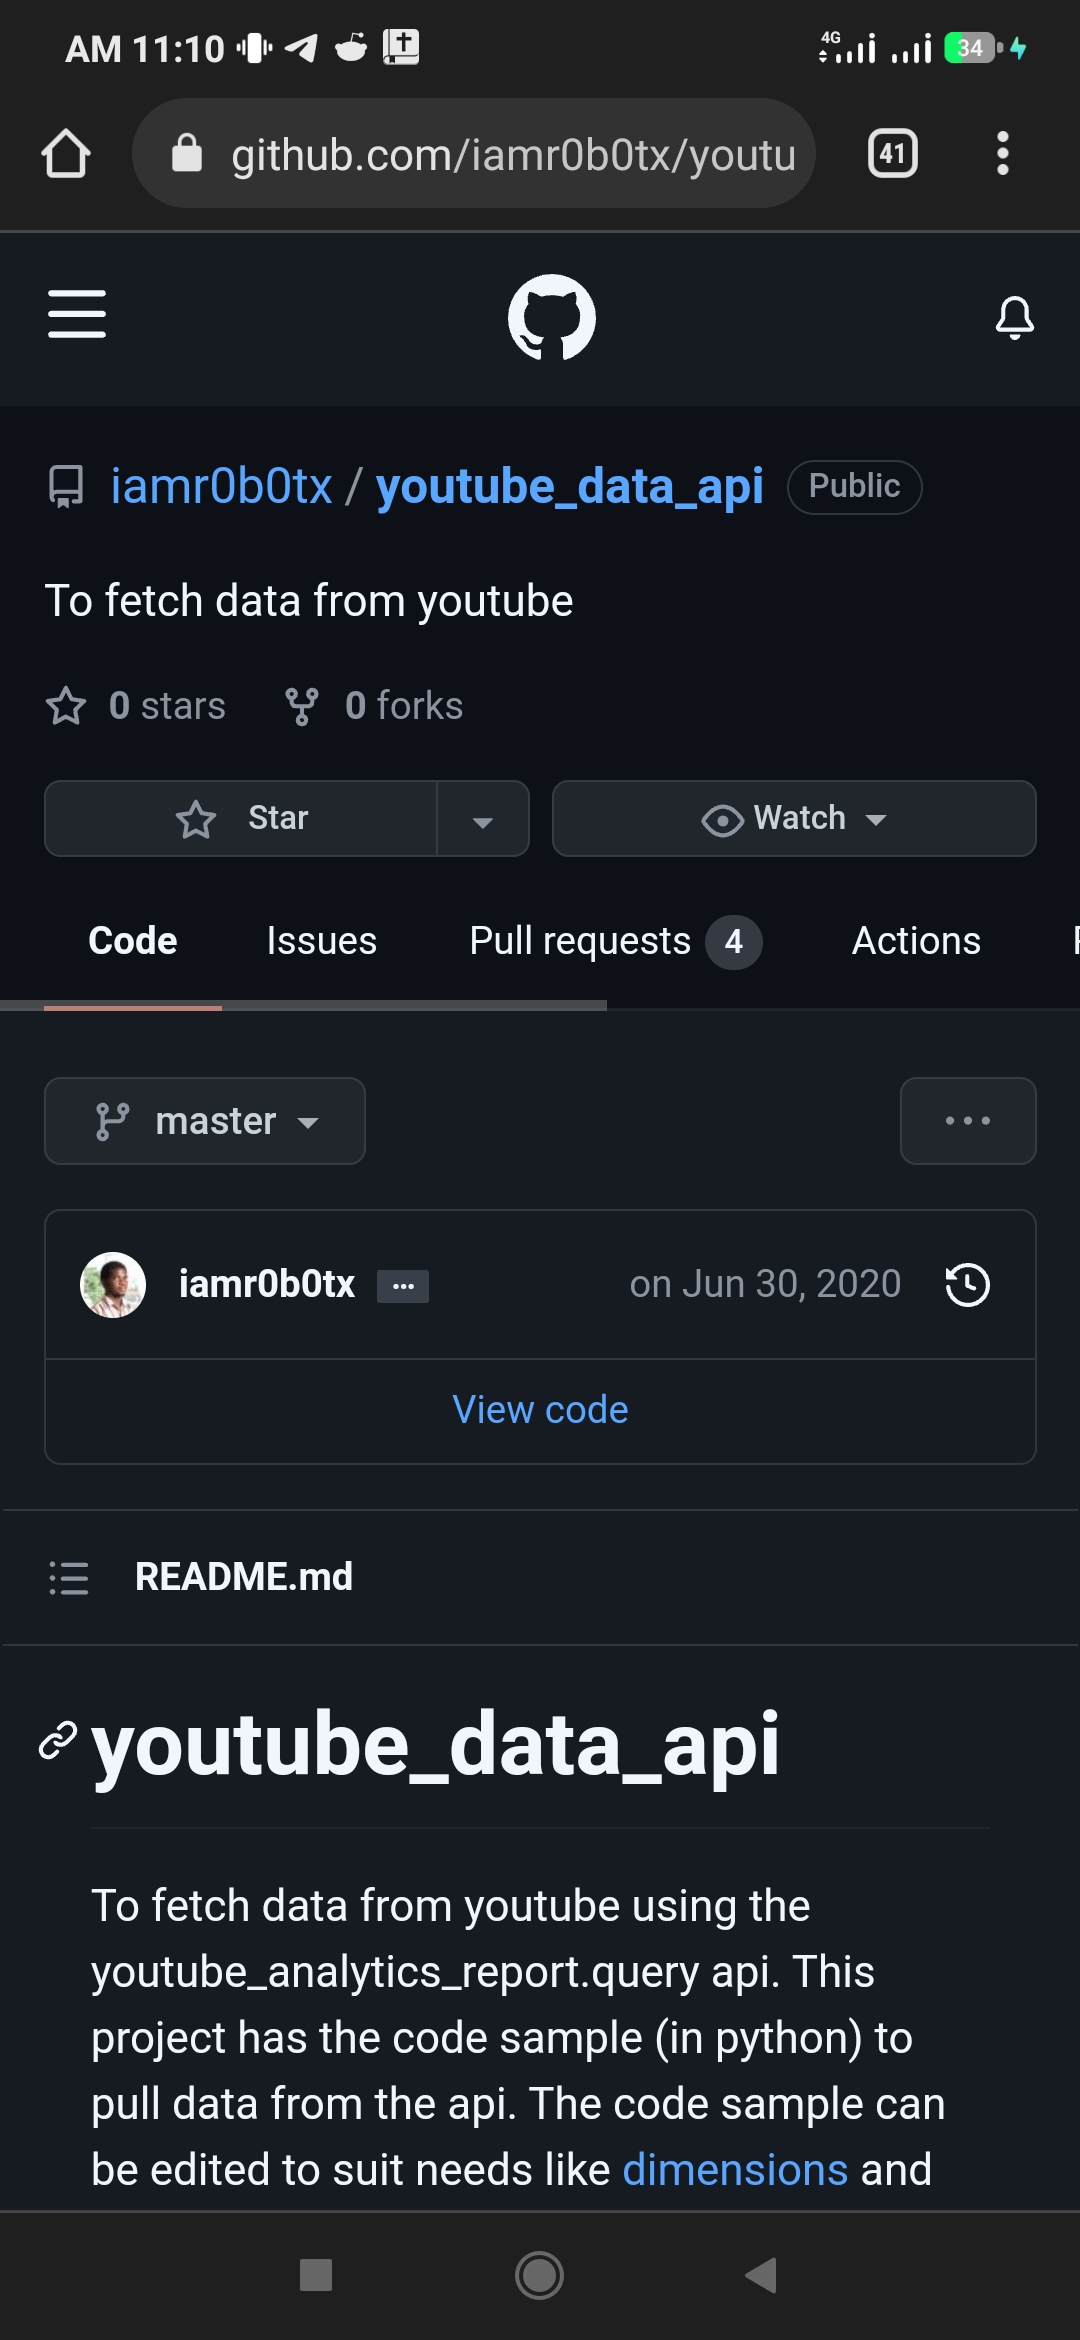 AM 11:10
4G
34
github.com/iamr0b0tx/youtu
41
iamr0b0tx / youtube_data_api Public
To fetch data from youtube
0 stars 0 forks
Star Watch
Code Issues Pull requests 4 Actions
master
iamr0b0tx ... on Jun 30, 2020
View code
README.md
youtube_data_api
To fetch data from youtube using the
youtube_analytics_report.query api. This
project has the code sample (in python) to
pull data from the api. The code sample can
be edited to suit needs like dimensions and